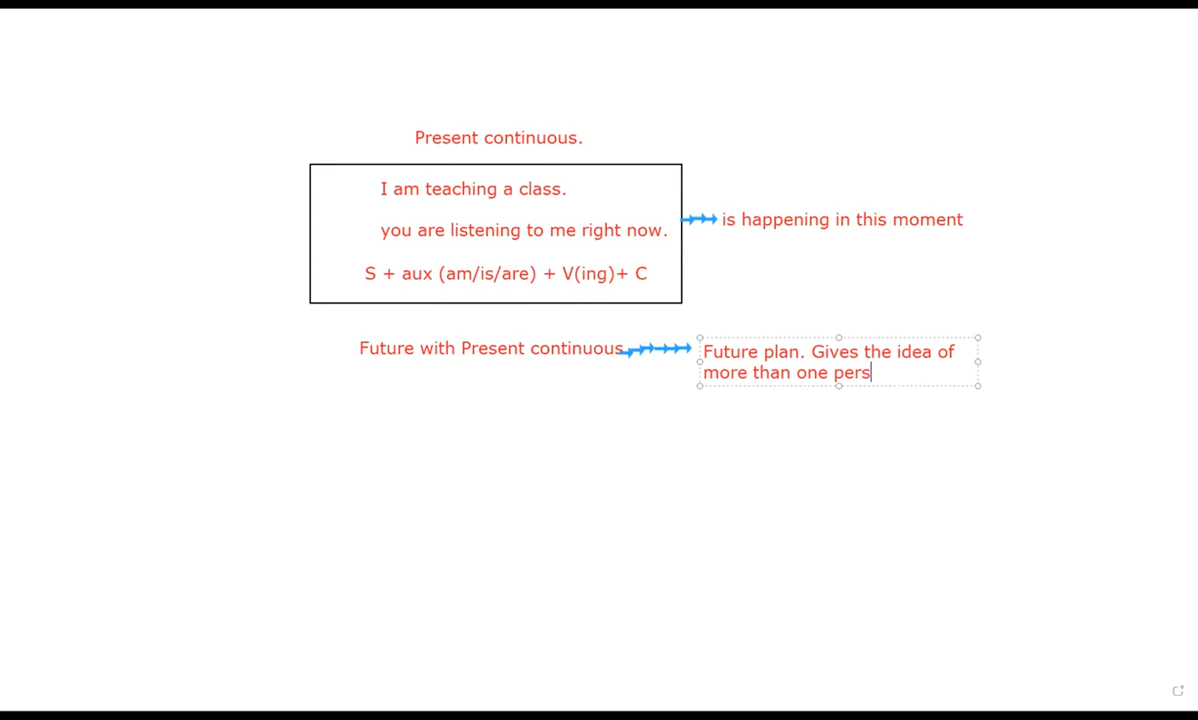 Present continuous.
I am teaching a class.
you are listening to me right now.
is happening in this moment
S + aux (am/is/are) + V(ing)+ C
Future with Present continuous
Future plan. Gives the idea of
more than one pers